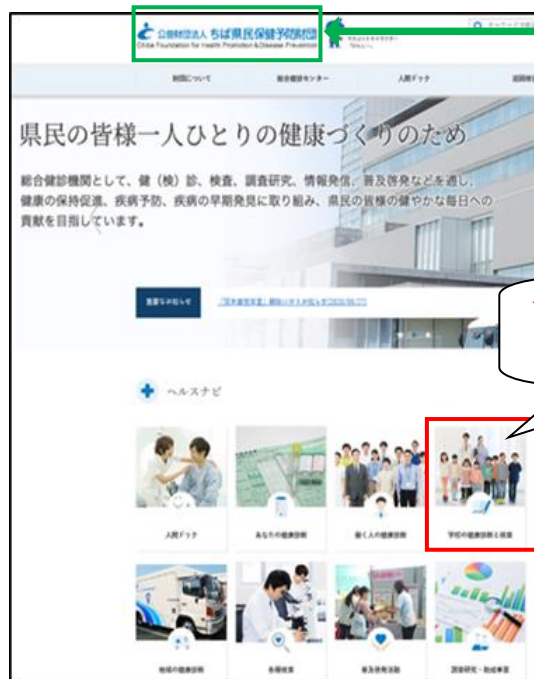 公益財団法人 ちば県民保健予防財団
Chiba Foundation for Health Promotion & Disease Prevention
財団について
総合健診センター
人間ドック
県民の皆様一人ひとりの健康づくりのため
総合健診機関として、健（検）診、検査、調査研究、情報発信、普及啓発などを通し、
健康の保持促進、疾病予防、疾病の早期発見に取り組み、県民の皆様の健やかな毎日への
貢献を目指しています。
重要なお知らせ
ヘルスナビ
人間ドック
あなたの健康診断
働く人の健康診断
学校の健康診断と検査
地域の健康診断
各種検査
普及啓発活動
調査研究・助成事業